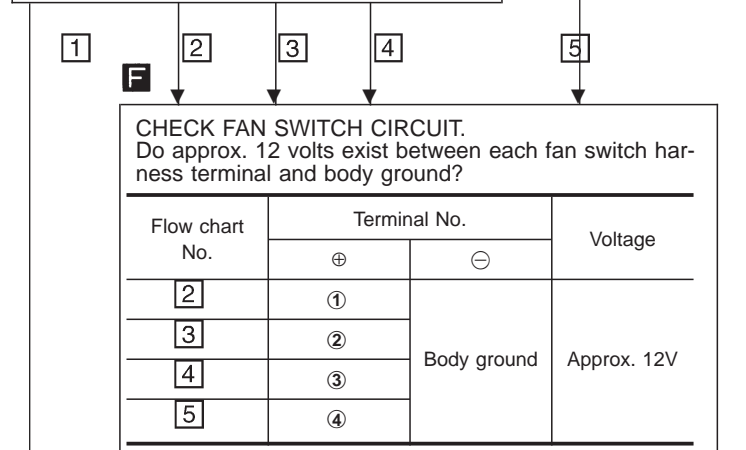 1 2 3 4 5
F
CHECK FAN SWITCH CIRCUIT.
Do approx. 12 volts exist between each fan switch har-
ness terminal and body ground?
Flow chart No. Terminal No. Voltage
⊕ ⊖
2 ① Body ground Approx. 12V
3 ②
4 ③
5 ④